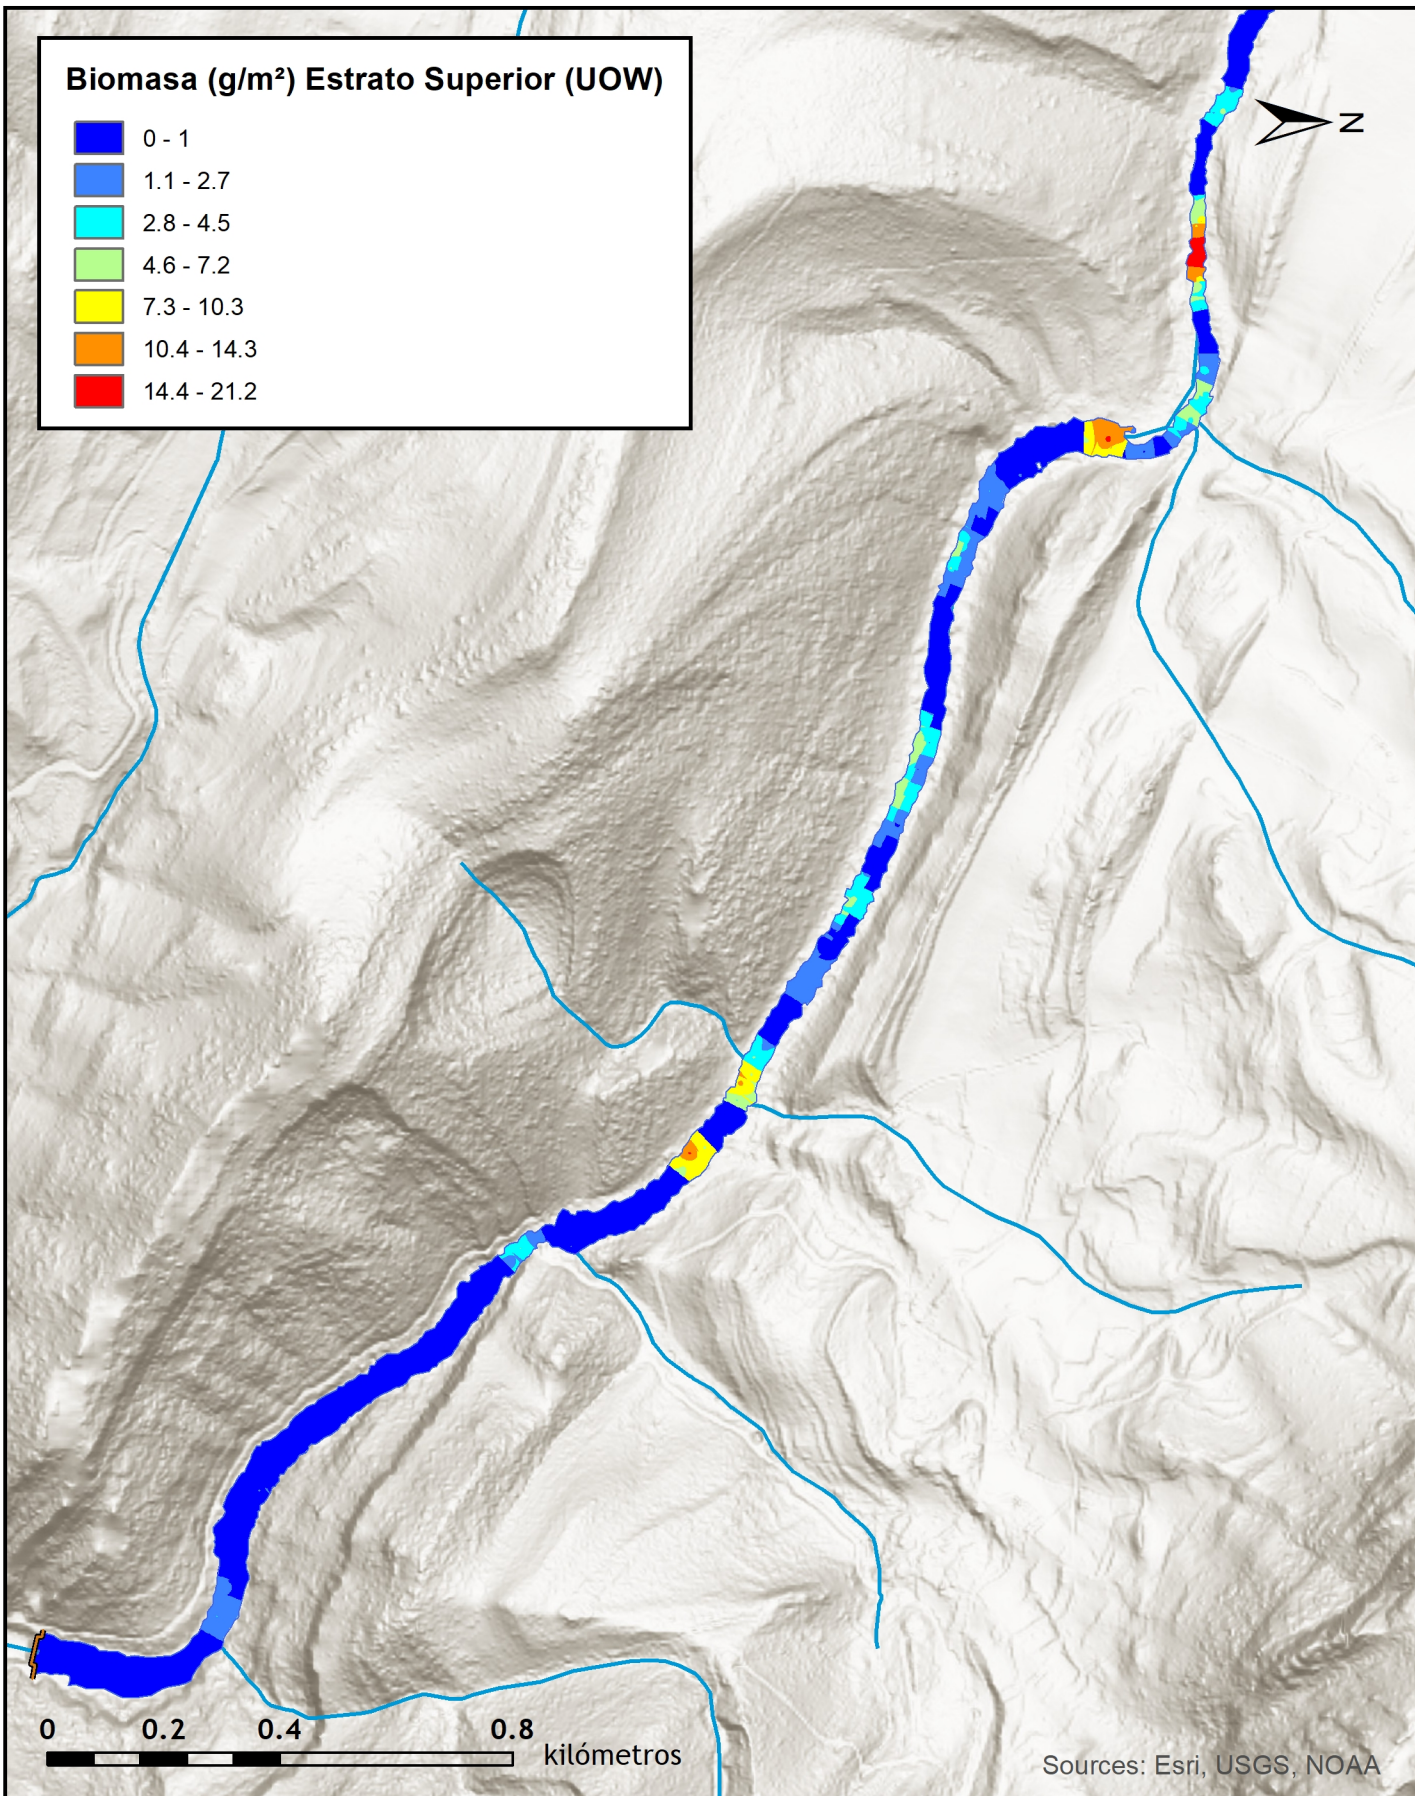 Biomasa (g/m²) Estrato Superior (UOW)
0 - 1
1.1 - 2.7
2.8 - 4.5
4.6 - 7.2
7.3 - 10.3
10.4 - 14.3
14.4 - 21.2
N
0 0.2 0.4 0.8
kilómetros
Sources: Esri, USGS, NOAA